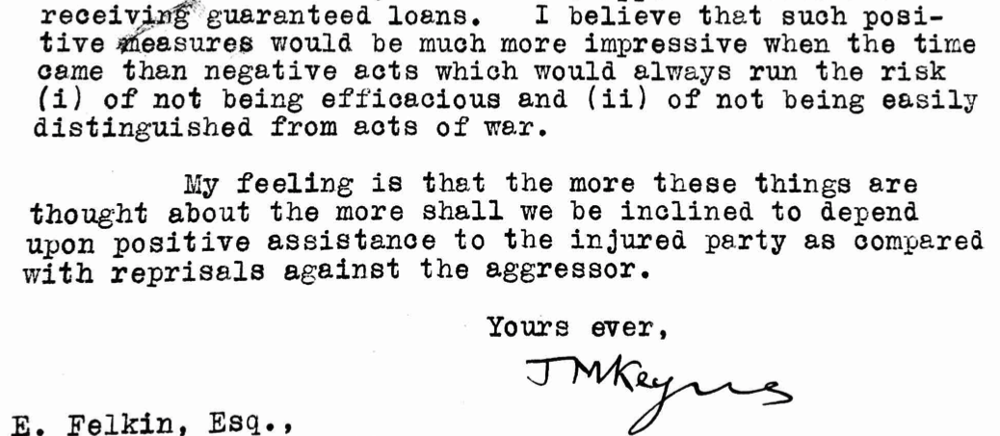 receiving guaranteed loans. I believe that such posi-
tive measures would be much more impressive when the time
came than negative acts which would always run the risk
(i) of not being efficacious and (ii) of not being easily
distinguished from acts of war.
My feeling is that the more these things are
thought about the more shall we be inclined to depend
upon positive assistance to the injured party as compared
with reprisals against the aggressor.
Yours ever,
JMKeynes
E. Felkin, Esq.,